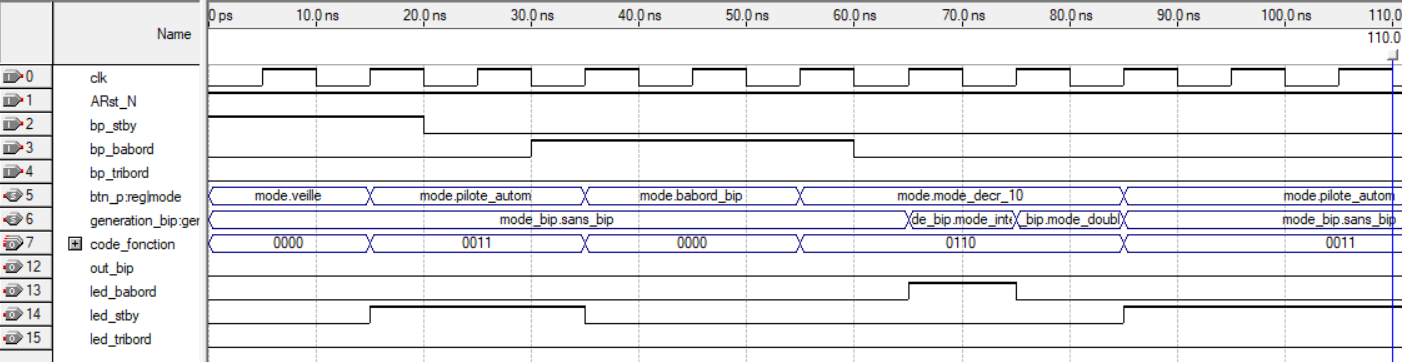 0 ps 10.0 ns 20.0 ns 30.0 ns 40.0 ns 50.0 ns 60.0 ns 70.0 ns 80.0 ns 90.0 ns 100.0 ns 110.0
Name
110.0
0 clk
1 ARst_N
2 bp_stby
3 bp_babord
4 bp_tribord
5 btn_p:reg|mode mode.veille mode.pilote_autom mode.babord_bip mode.mode_decr_10 mode.pilote_autom
6 generation_bip:ger mode_bip.sans_bip de_bip.mode_inte _bip.mode_doubl mode_bip.sans_bip
7 code_fonction 0000 0011 0000 0110 0011
12 out_bip
13 led_babord
14 led_stby
15 led_tribord